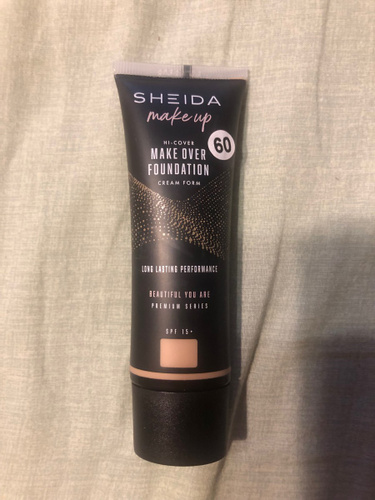 SHEIDA
make up
60
HI-COVER
MAKE OVER
FOUNDATION
CREAM FORM
LONG LASTING PERFORMANCE
BEAUTIFUL YOU ARE
PREMIUM SERIES
SPF 15+